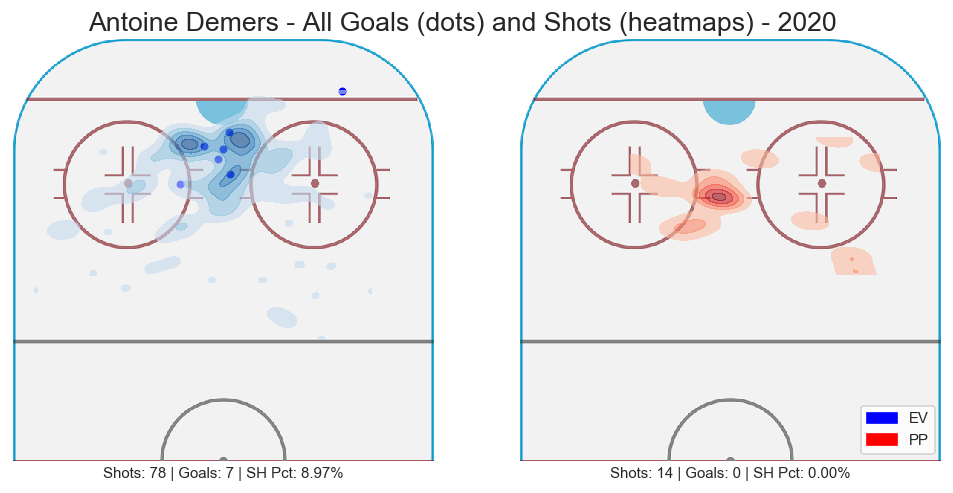 Antoine Demers - All Goals (dots) and Shots (heatmaps) - 2020
EV
PP
Shots: 78 | Goals: 7 | SH Pct: 8.97%
Shots: 14 | Goals: 0 | SH Pct: 0.00%